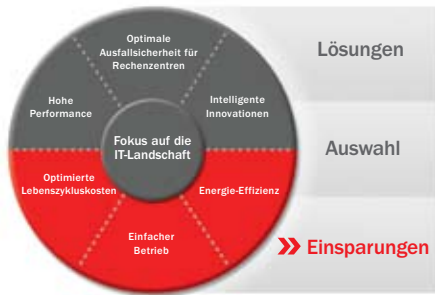 Optimale
Ausfallsicherheit für
Rechenzentren
Hohe
Performance
Intelligente
Innovationen
Fokus auf die
IT-Landschaft
Optimierte
Lebenszykluskosten
Energie-Effizienz
Einfacher
Betrieb
Lösungen
Auswahl
Einsparungen